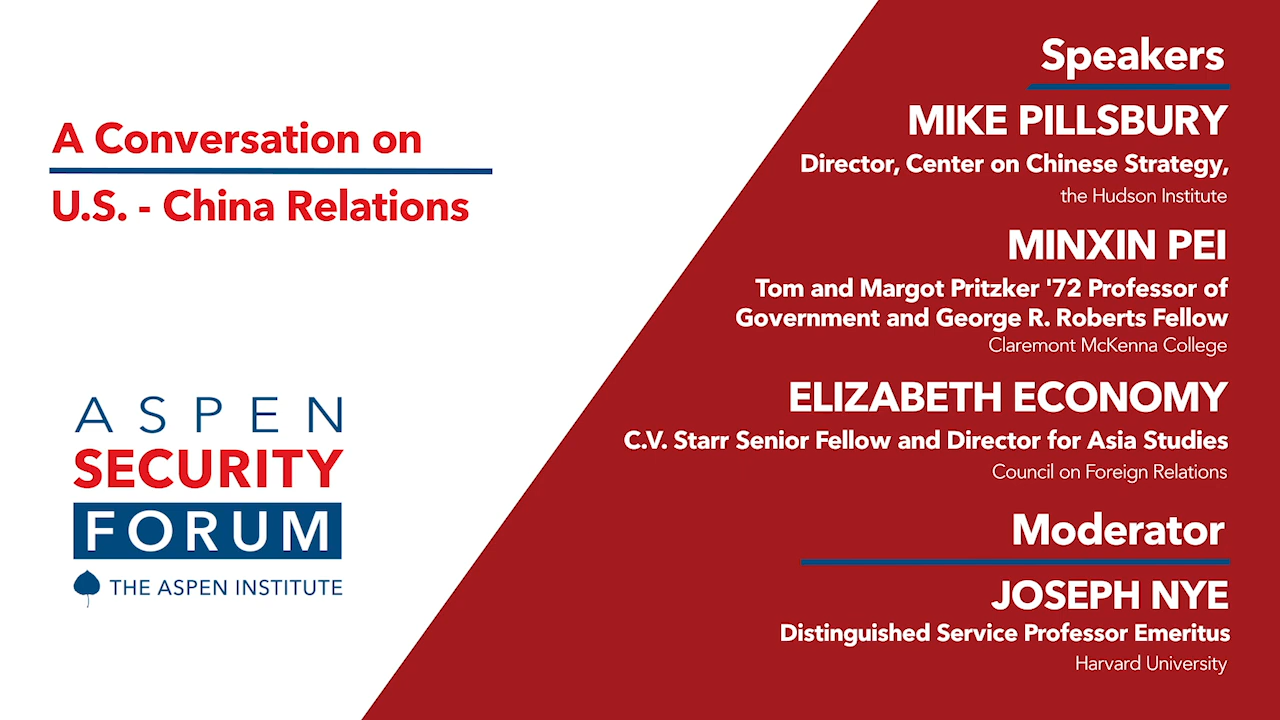 A Conversation on
U.S. - China Relations
ASPEN
SECURITY
FORUM
THE ASPEN INSTITUTE
Speakers
MIKE PILLSBURY
Director, Center on Chinese Strategy,
the Hudson Institute
MINXIN PEI
Tom and Margot Pritzker '72 Professor of
Government and George R. Roberts Fellow
Claremont McKenna College
ELIZABETH ECONOMY
C.V. Starr Senior Fellow and Director for Asia Studies
Council on Foreign Relations
Moderator
JOSEPH NYE
Distinguished Service Professor Emeritus
Harvard University